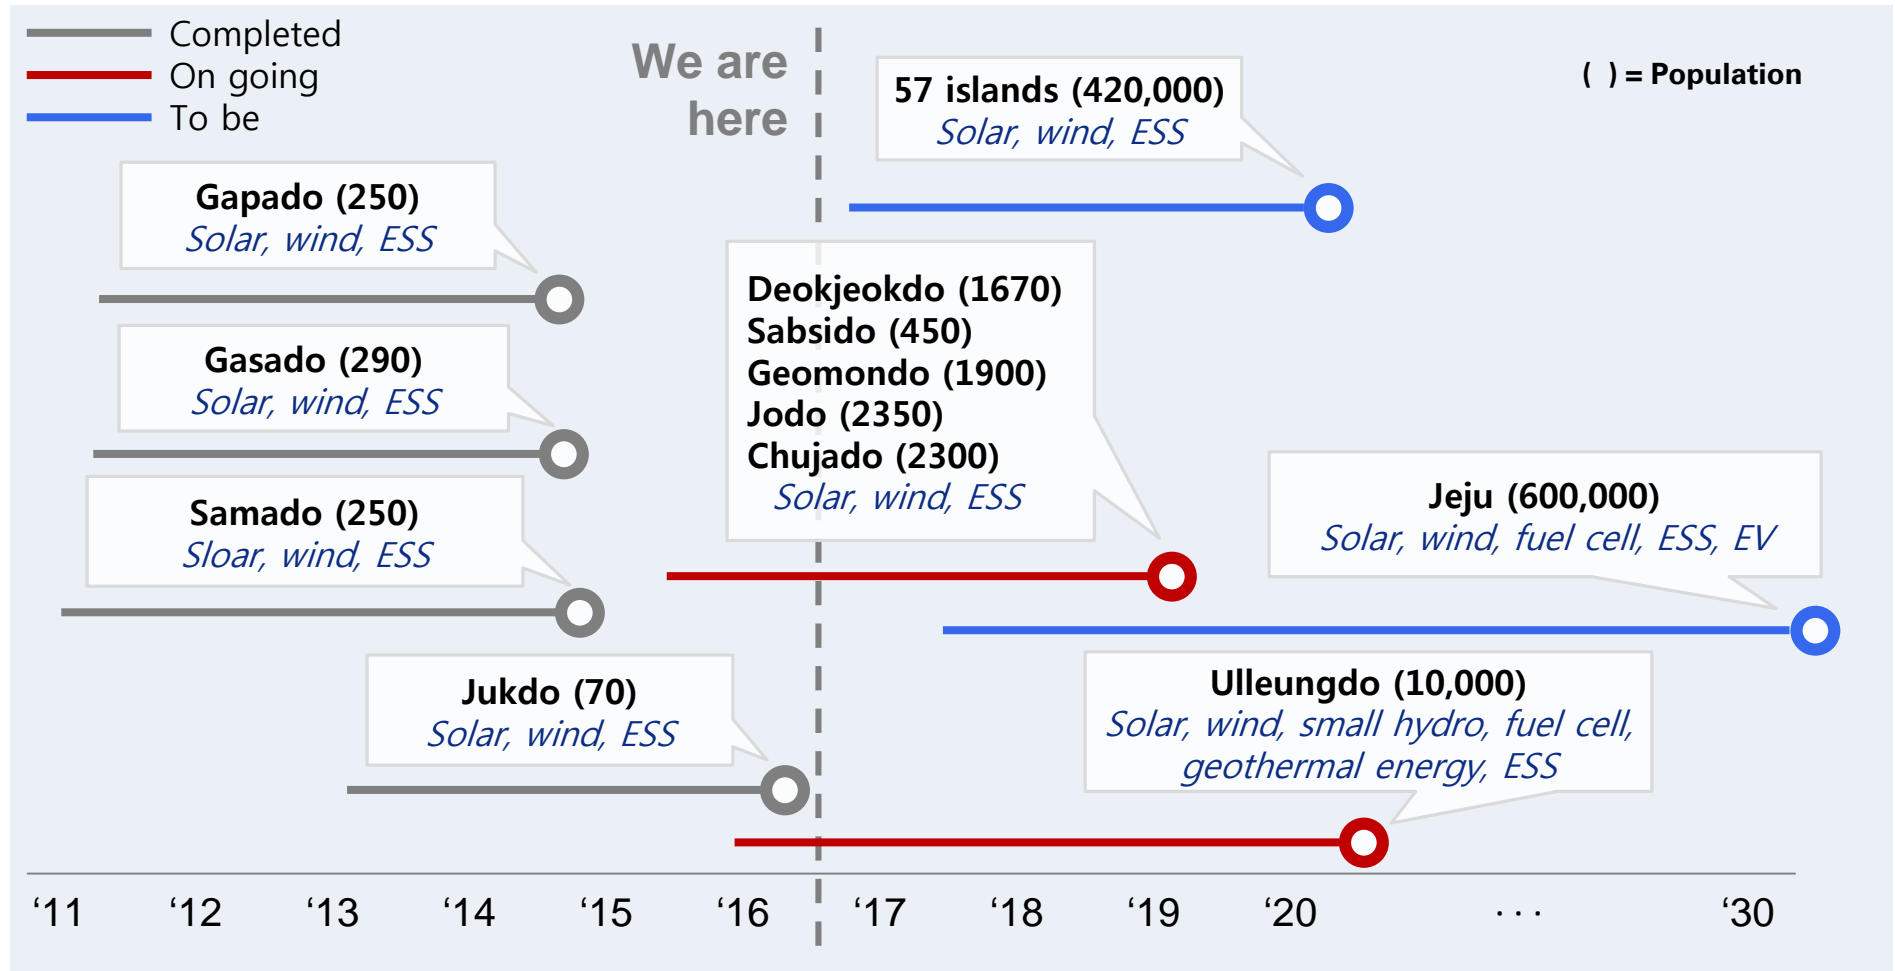 Completed
On going
To be
We are
here
57 islands (420,000)
Solar, wind, ESS
( ) = Population
Gapado (250)
Solar, wind, ESS
Gasado (290)
Solar, wind, ESS
Samado (250)
Sloar, wind, ESS
Jukdo (70)
Solar, wind, ESS
Deokjeokdo (1670)
Sabsido (450)
Geomondo (1900)
Jodo (2350)
Chujado (2300)
Solar, wind, ESS
Jeju (600,000)
Solar, wind, fuel cell, ESS, EV
Ulleungdo (10,000)
Solar, wind, small hydro, fuel cell,
geothermal energy, ESS
‘11 ‘12 ‘13 ‘14 ‘15 ‘16 ‘17 ‘18 ‘19 ‘20 · · · ‘30